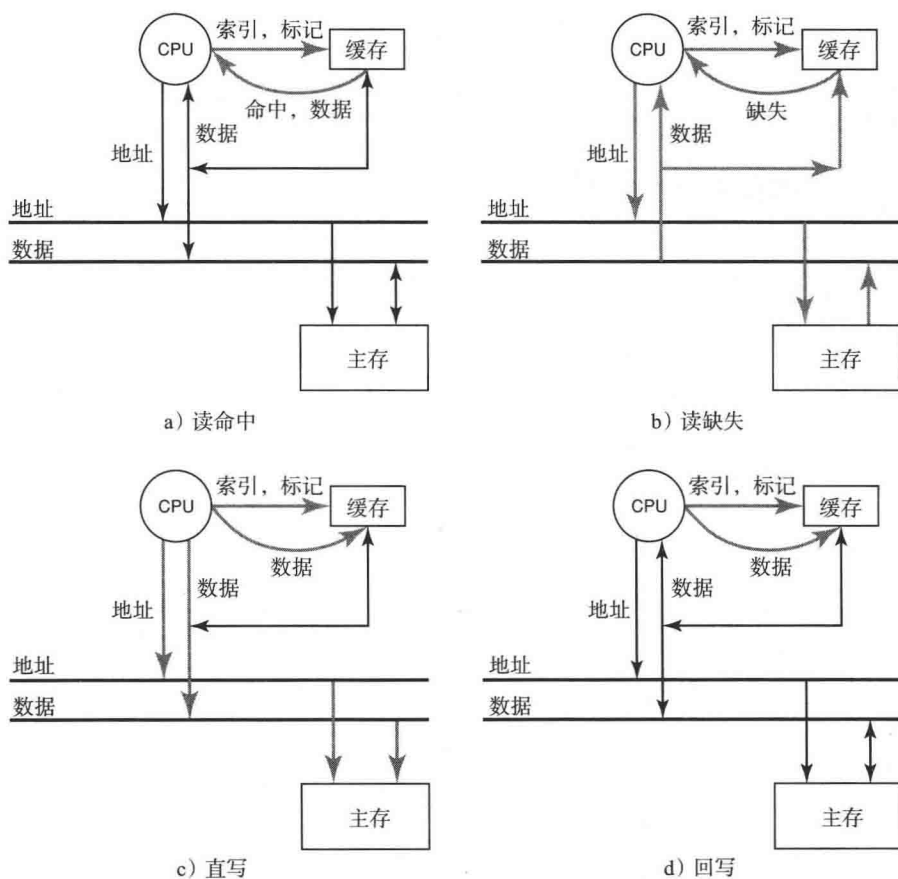 索引，标记
CPU
缓存
命中，数据
数据
地址
地址
数据
主存
a）读命中
索引，标记
CPU
缓存
缺失
数据
地址
地址
数据
主存
b）读缺失
索引，标记
CPU
缓存
数据
数据
地址
地址
数据
主存
c）直写
索引，标记
CPU
缓存
数据
数据
地址
地址
数据
主存
d）回写